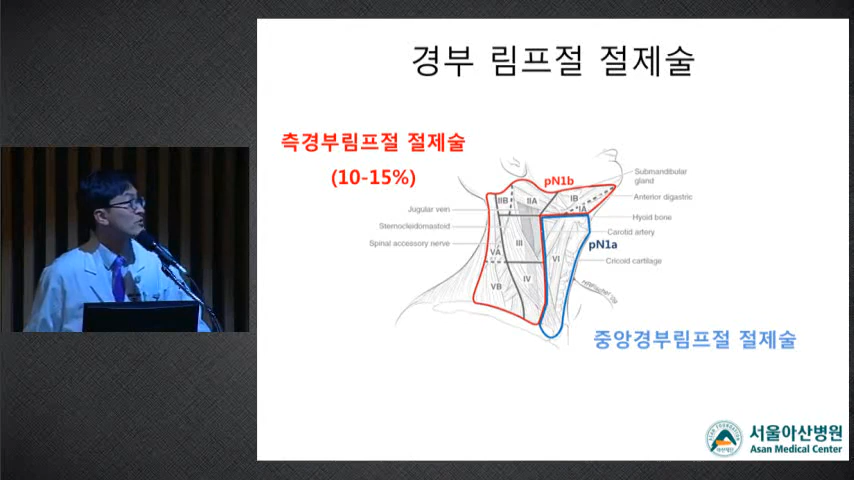 경부 림프절 절제술
측경부림프절 절제술
(10-15%)
pN1b
Submandibular
gland
IIB
IIA
IB
IA
Anterior digastric
Jugular vein
Hyoid bone
Sternocleidomastoid
Carotid artery
pN1a
Spinal accessory nerve
III
VA
VI
Cricoid cartilage
IV
VB
중앙경부림프절 절제술
서울아산병원
Asan Medical Center